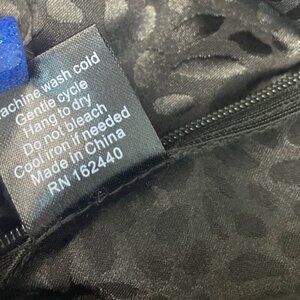 achine wash cold
Gentle cycle
Hang to dry
Do not bleach
Cool iron if needed
Made in China
RN 162440